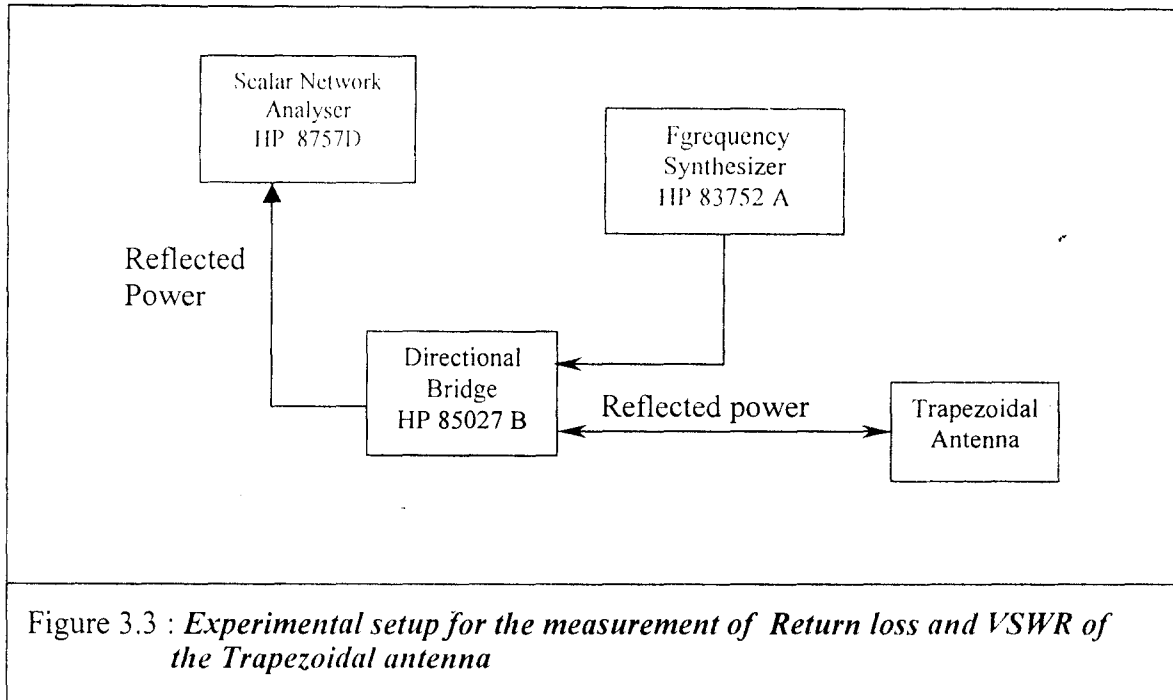 Scalar Network
Analyser
HP 8757D
Fgrequency
Synthesizer
HP 83752 A
Reflected
Power
Directional
Bridge
HP 85027 B
Reflected power
Trapezoidal
Antenna
Figure 3.3 : Experimental setup for the measurement of Return loss and VSWR of
the Trapezoidal antenna